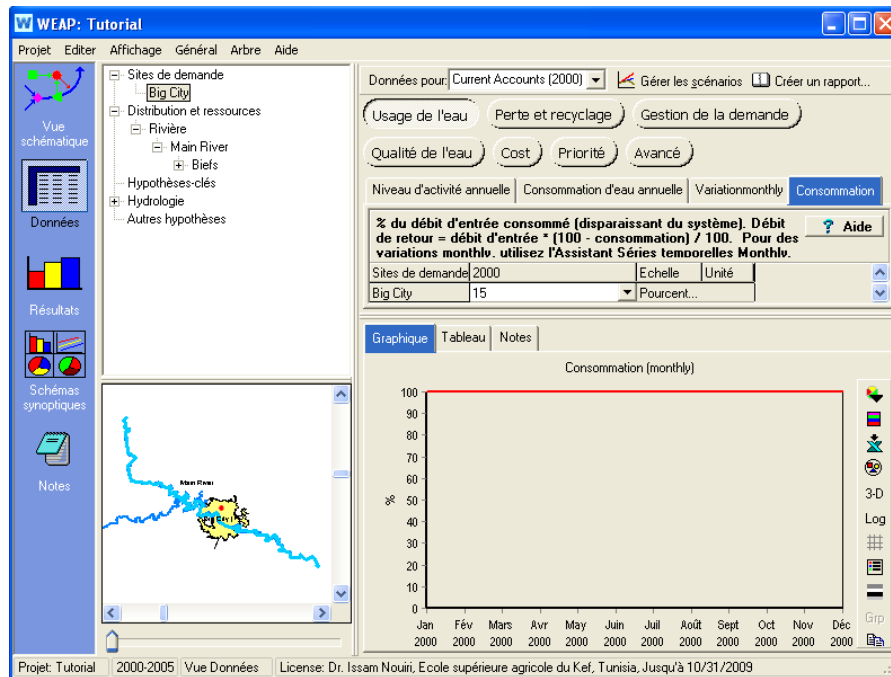 WEAP: Tutorial
Projet Editer Affichage Général Arbre Aide
Vue schématique
Données
Résultats
Schémas synoptiques
Notes
Sites de demande
Big City
Distribution et ressources
Rivière
Main River
Biefs
Hypothèses-clés
Hydrologie
Autres hypothèses
Main River
Big City
Données pour: Current Accounts (2000) Gérer les scénarios Créer un rapport...
Usage de l'eau Perte et recyclage Gestion de la demande
Qualité de l'eau Cost Priorité Avancé
Niveau d'activité annuelle Consommation d'eau annuelle Variationmonthly Consommation
% du débit d'entrée consommé (disparaissant du système). Débit
de retour = débit d'entrée * (100 - consommation) / 100. Pour des
variations monthly, utilisez l'Assistant Séries temporelles Monthly.
? Aide
Sites de demande 2000 Echelle Unité
Big City 15 Pourcent...
Graphique Tableau Notes
Consommation (monthly)
100
90
80
70
60
50
40
30
20
10
0
%
Jan Fév Mars Avr May Juin Juil Août Sept Oct Nov Déc
2000 2000 2000 2000 2000 2000 2000 2000 2000 2000 2000 2000
3-D
Log
Grp
Projet: Tutorial 2000-2005 Vue Données License: Dr. Issam Nouiri, Ecole supérieure agricole du Kef, Tunisia, Jusqu'à 10/31/2009